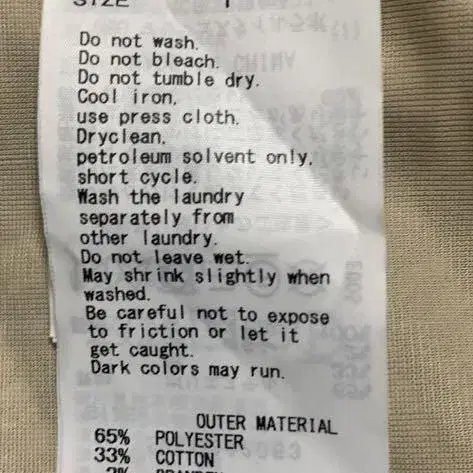 SIZE 1
Do not wash.
Do not bleach.
Do not tumble dry.
Cool iron,
use press cloth.
Dryclean,
petroleum solvent only,
short cycle.
Wash the laundry
separately from
other laundry.
Do not leave wet.
May shrink slightly when
washed.
Be careful not to expose
to friction or let it
get caught.
Dark colors may run.
OUTER MATERIAL
65% POLYESTER
33% COTTON